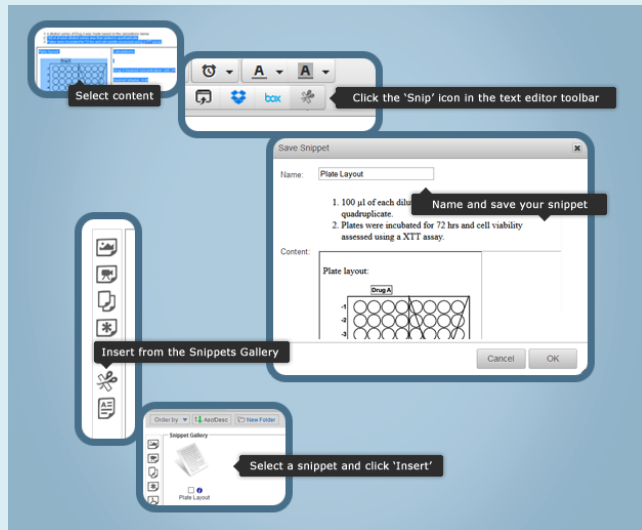 Select content
box
Click the 'Snip' icon in the text editor toolbar
Save Snippet
Name: Plate Layout
1. 100 µl of each dilu
quadruplicate.
Name and save your snippet
2. Plates were incubated for 72 hrs and cell viability
assessed using a XTT assay.
Content:
Plate layout:
Drug A
-1
-2
-3
Cancel OK
Insert from the Snippets Gallery
Order by Asc/Desc New Folder
Snippet Gallery
Select a snippet and click 'Insert'
Plate Layout